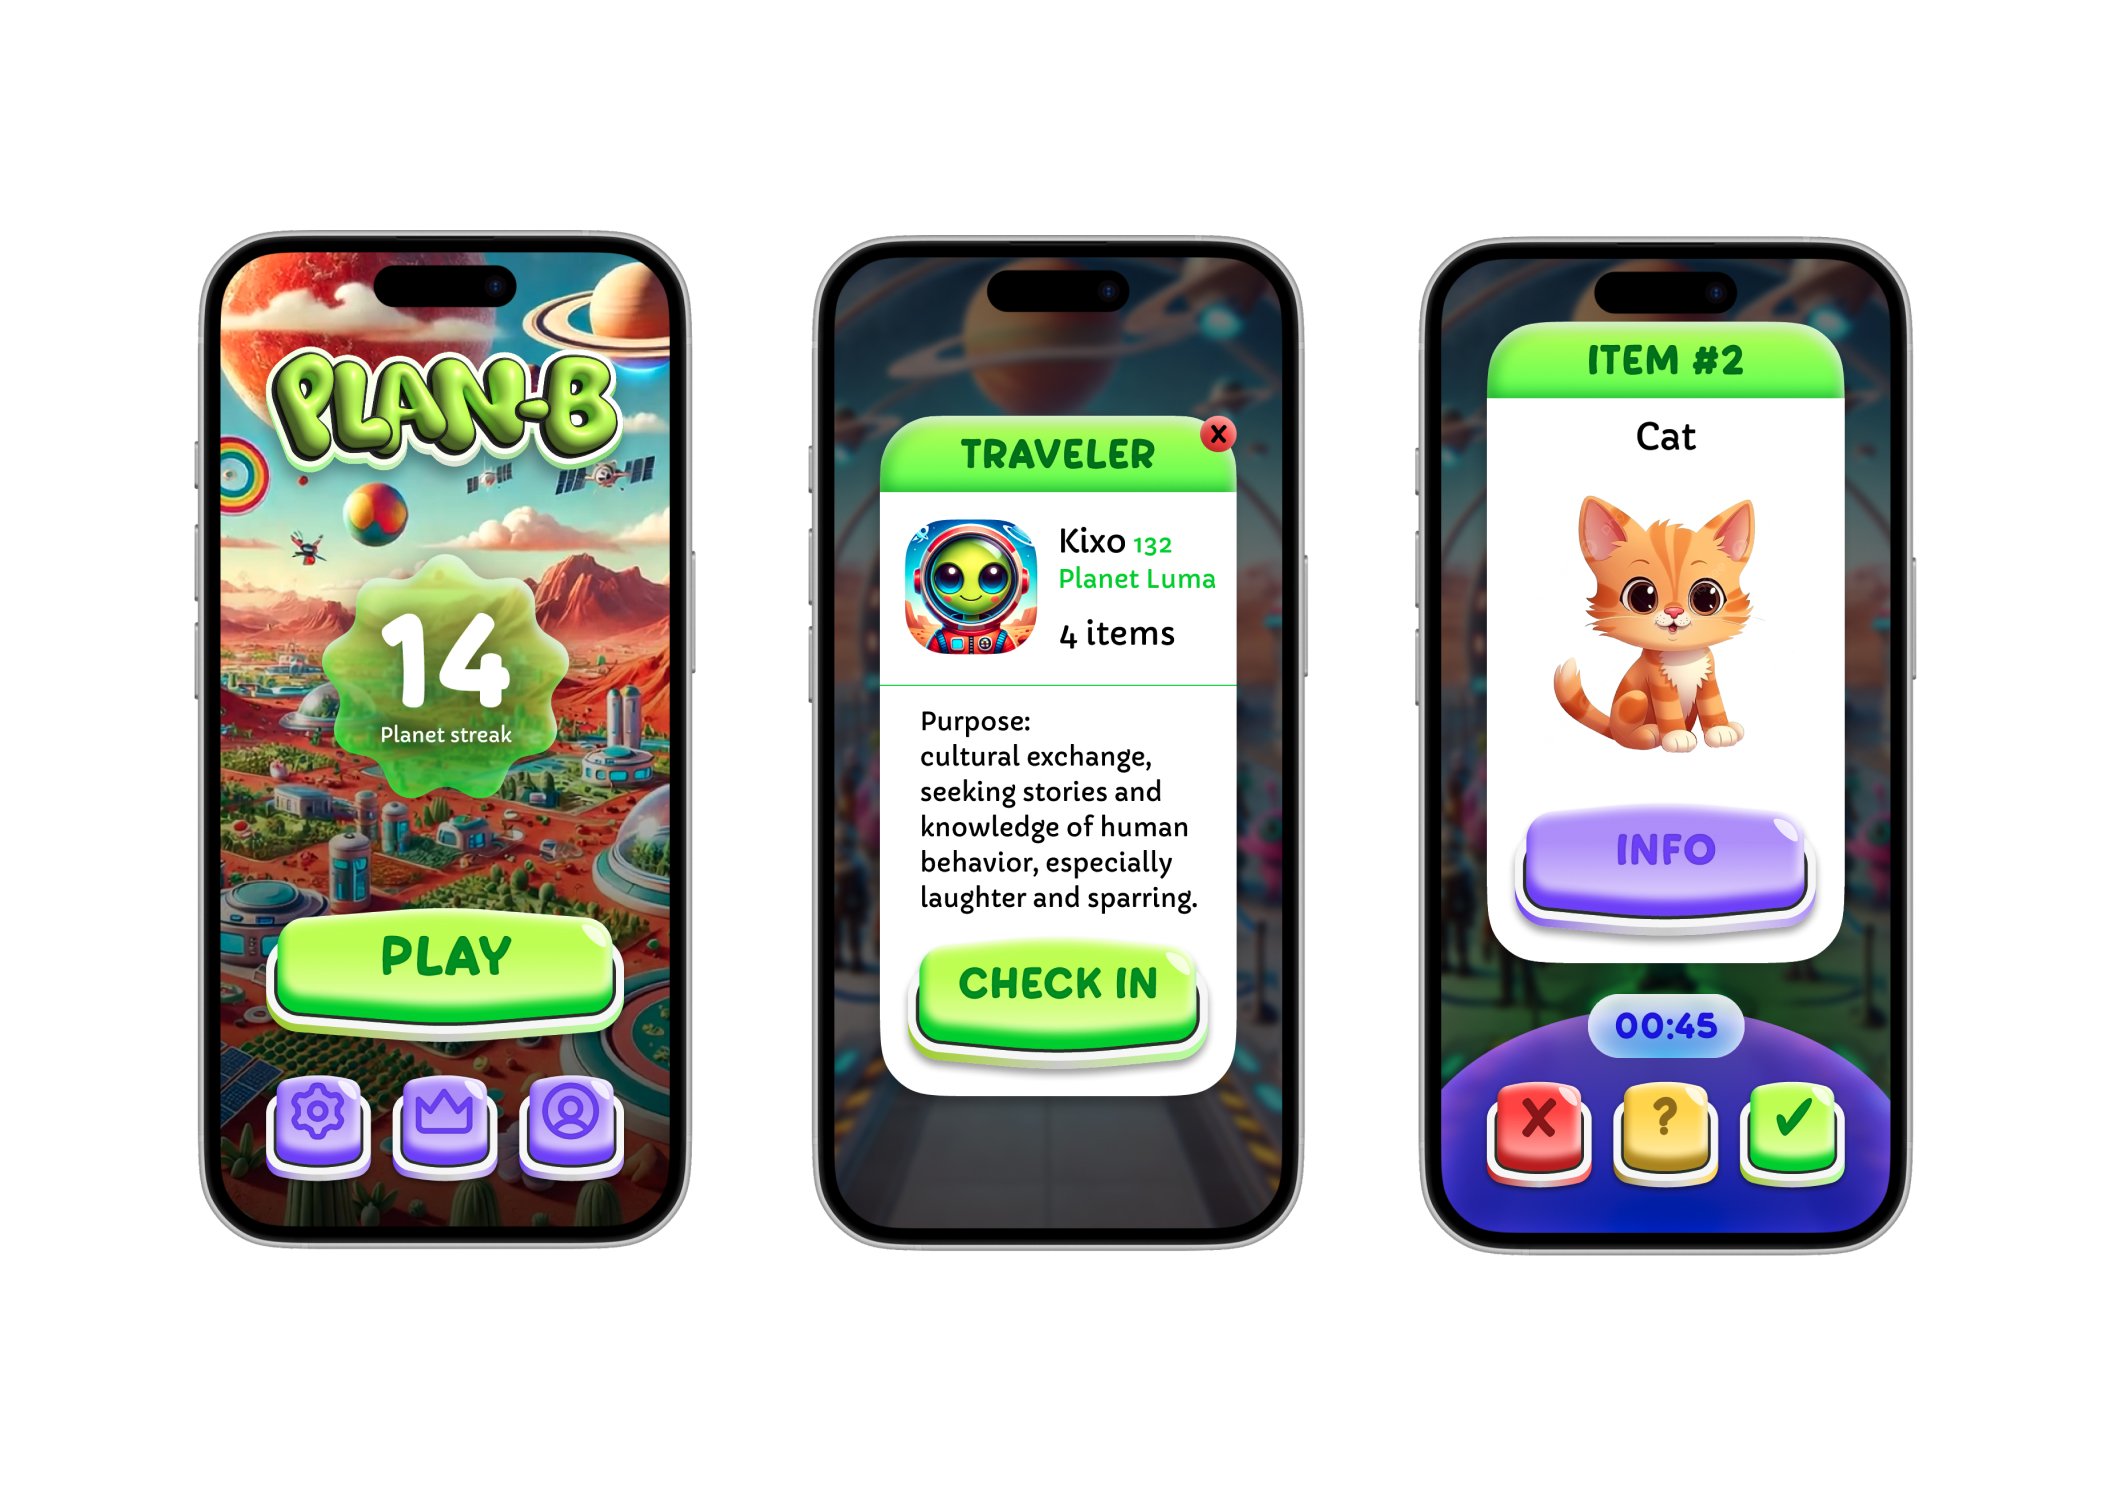 PLAN-B
14
Planet streak
PLAY
TRAVELER
X
Kixo 132
Planet Luma
4 items
Purpose:
cultural exchange,
seeking stories and
knowledge of human
behavior, especially
laughter and sparring.
CHECK IN
ITEM #2
Cat
INFO
00:45
X
?